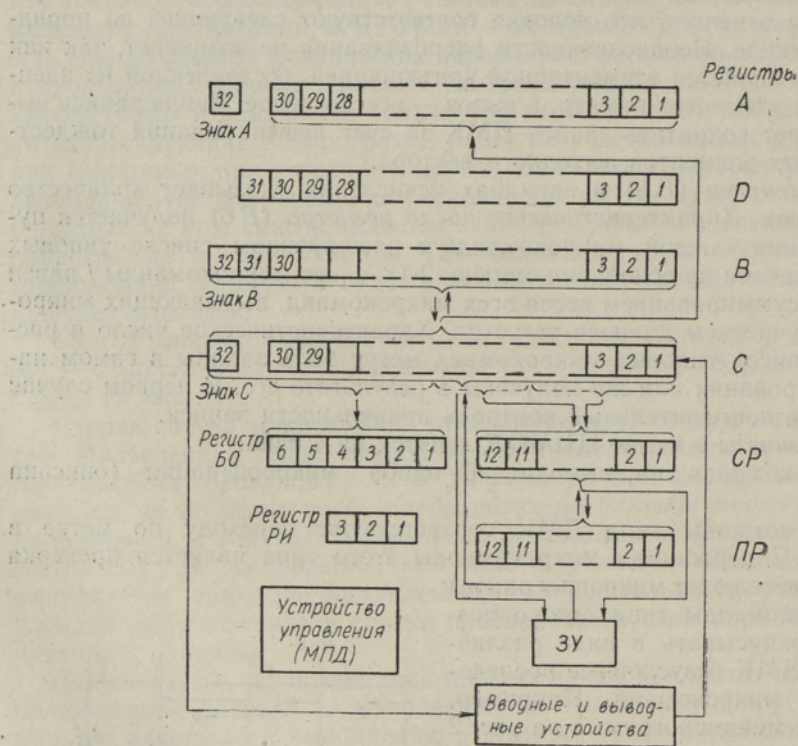 Регистры
32 30 29 28 3 2 1 A
Знак A
31 30 29 28 3 2 1 D
32 31 30 3 2 1 B
Знак B
32 30 29 3 2 1 C
Знак C
Регистр БО 6 5 4 3 2 1 12 11 2 1 СР
Регистр РИ 3 2 1 12 11 2 1 ПР
Устройство
управления
(МПД)
ЗУ
Вводные и вывод-
ные устройства